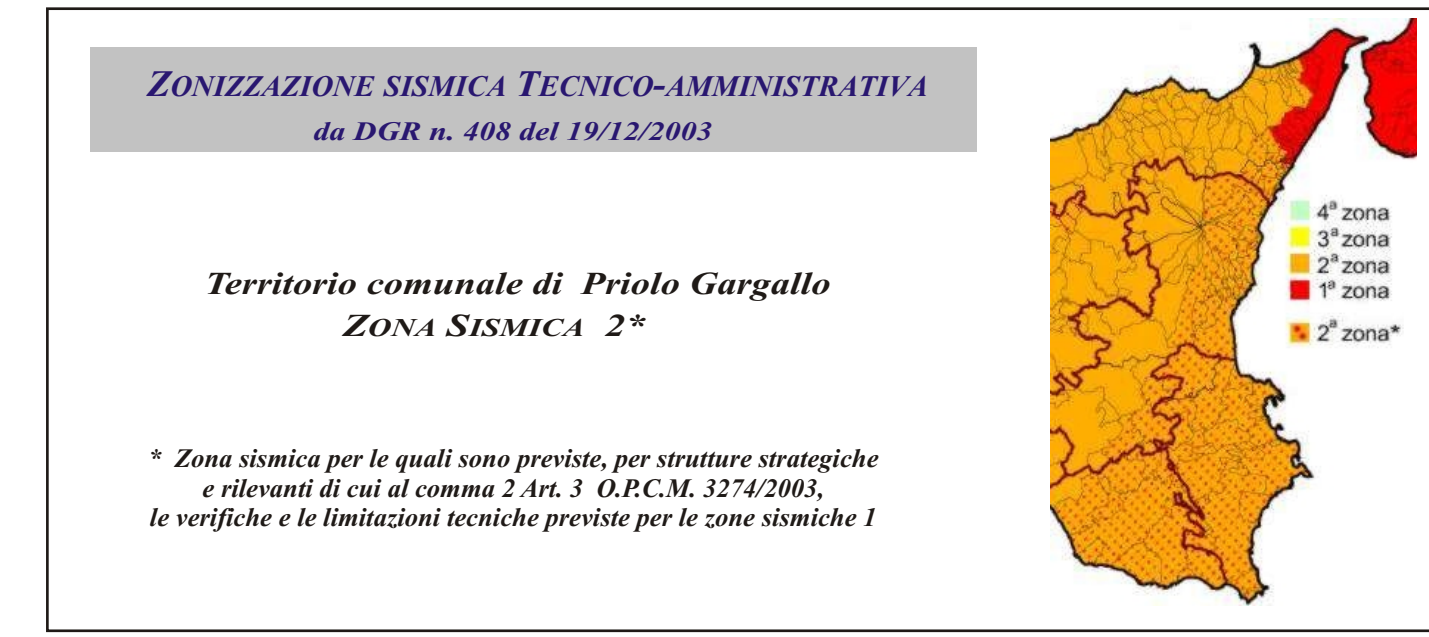 ZONIZZAZIONE SISMICA TECNICO-AMMINISTRATIVA
da DGR n. 408 del 19/12/2003
Territorio comunale di Priolo Gargallo
ZONA SISMICA 2*
* Zona sismica per le quali sono previste, per strutture strategiche
e rilevanti di cui al comma 2 Art. 3 O.P.C.M. 3274/2003,
le verifiche e le limitazioni tecniche previste per le zone sismiche 1
4ª zona
3ª zona
2ª zona
1ª zona
2ª zona*